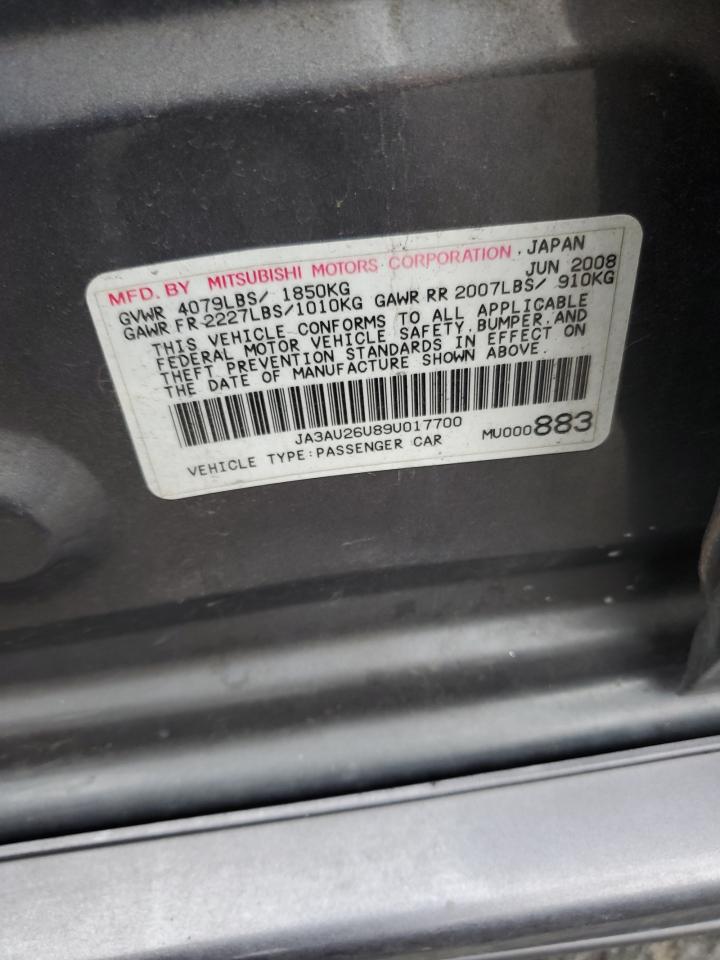 MFD. BY MITSUBISHI MOTORS CORPORATION, JAPAN
GVWR 4079LBS/ 1850KG JUN 2008
GAWR FR 2227LBS/1010KG GAWR RR 2007LBS/ 910KG
THIS VEHICLE CONFORMS TO ALL APPLICABLE
FEDERAL MOTOR VEHICLE SAFETY, BUMPER, AND
THEFT PREVENTION STANDARDS IN EFFECT ON
THE DATE OF MANUFACTURE SHOWN ABOVE.
JA3AU26U89U017700
VEHICLE TYPE:PASSENGER CAR MU000883